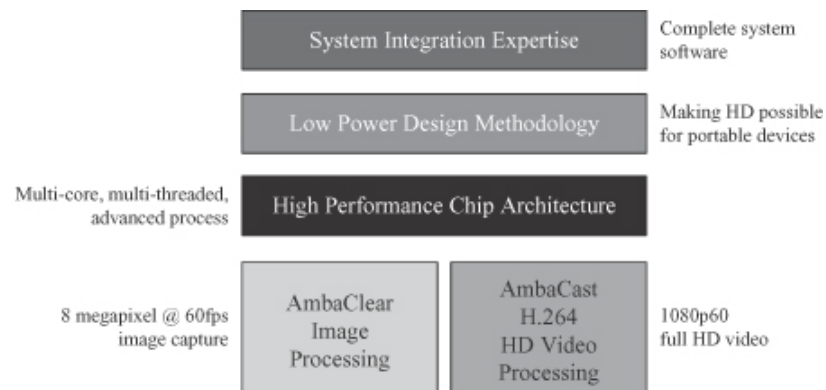 System Integration Expertise
Complete system
software
Low Power Design Methodology
Making HD possible
for portable devices
Multi-core, multi-threaded,
advanced process
High Performance Chip Architecture
8 megapixel @ 60fps
image capture
AmbaClear
Image
Processing
AmbaCast
H.264
HD Video
Processing
1080p60
full HD video